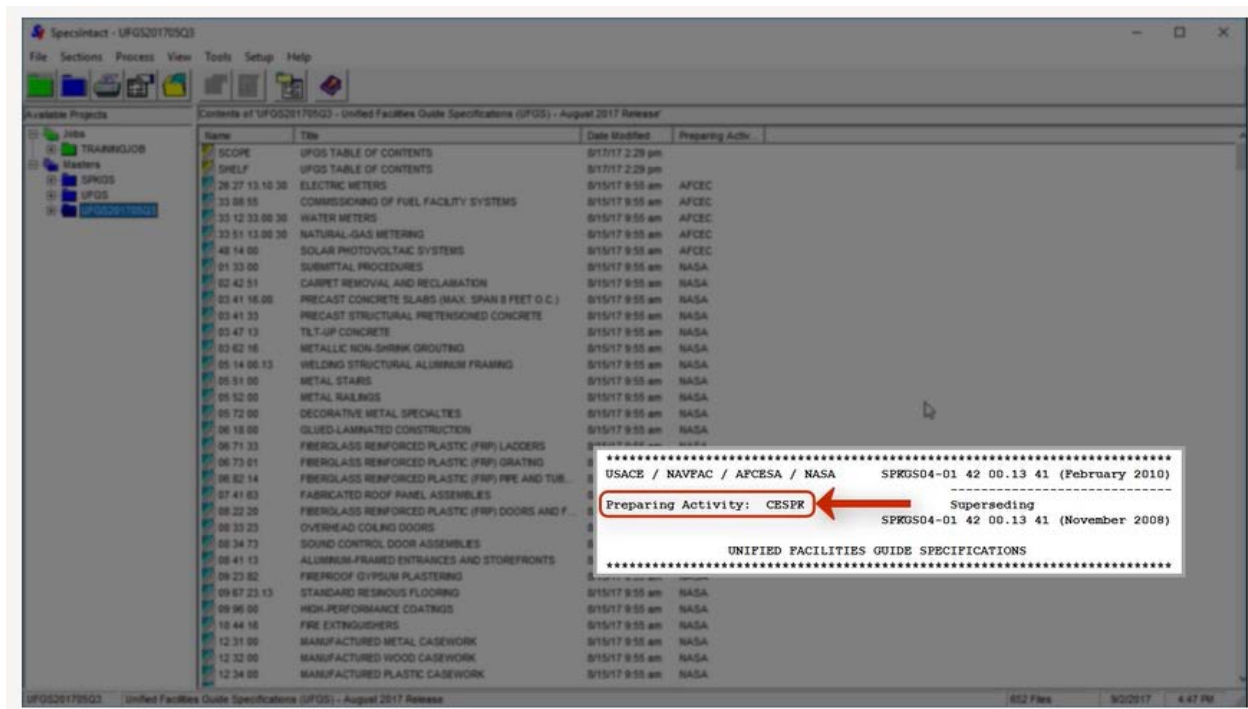 SpecsIntact - UFGS201705Q3
File Sections Process View Tools Setup Help
Available Projects
Contents of 'UFGS201705Q3 - Unified Facilities Guide Specifications (UFGS) - August 2017 Release'
Jobs
TRAININGJOB
Masters
SPKGS
UFGS
UFGS201705Q3
Name Title Date Modified Preparing Activ...
SCOPE UFGS TABLE OF CONTENTS 8/17/17 2:29 pm
SHELF UFGS TABLE OF CONTENTS 8/17/17 2:29 pm
26 27 13.10 30 ELECTRIC METERS 8/15/17 9:55 am AFCEC
33 08 55 COMMISSIONING OF FUEL FACILITY SYSTEMS 8/15/17 9:55 am AFCEC
33 12 33.00 30 WATER METERS 8/15/17 9:55 am AFCEC
33 51 13.00 30 NATURAL-GAS METERING 8/15/17 9:55 am AFCEC
48 14 00 SOLAR PHOTOVOLTAIC SYSTEMS 8/15/17 9:55 am AFCEC
01 33 00 SUBMITTAL PROCEDURES 8/15/17 9:55 am NASA
02 42 51 CARPET REMOVAL AND RECLAMATION 8/15/17 9:55 am NASA
03 41 16.08 PRECAST CONCRETE SLABS (MAX. SPAN 8 FEET O.C.) 8/15/17 9:55 am NASA
03 41 33 PRECAST STRUCTURAL PRETENSIONED CONCRETE 8/15/17 9:55 am NASA
03 47 13 TILT-UP CONCRETE 8/15/17 9:55 am NASA
03 62 16 METALLIC NON-SHRINK GROUTING 8/15/17 9:55 am NASA
05 14 00.13 WELDING STRUCTURAL ALUMINUM FRAMING 8/15/17 9:55 am NASA
05 51 00 METAL STAIRS 8/15/17 9:55 am NASA
05 52 00 METAL RAILINGS 8/15/17 9:55 am NASA
05 72 00 DECORATIVE METAL SPECIALTIES 8/15/17 9:55 am NASA
06 18 00 GLUED-LAMINATED CONSTRUCTION 8/15/17 9:55 am NASA
06 71 33 FIBERGLASS REINFORCED PLASTIC (FRP) LADDERS
06 73 01 FIBERGLASS REINFORCED PLASTIC (FRP) GRATING
06 82 14 FIBERGLASS REINFORCED PLASTIC (FRP) PIPE AND TUB...
07 41 63 FABRICATED ROOF PANEL ASSEMBLIES
08 22 20 FIBERGLASS REINFORCED PLASTIC (FRP) DOORS AND F...
08 33 23 OVERHEAD COILING DOORS
08 34 73 SOUND CONTROL DOOR ASSEMBLIES
08 41 13 ALUMINUM-FRAMED ENTRANCES AND STOREFRONTS
09 23 82 FIREPROOF GYPSUM PLASTERING
09 67 23.13 STANDARD RESINOUS FLOORING 8/15/17 9:55 am NASA
09 96 00 HIGH-PERFORMANCE COATINGS 8/15/17 9:55 am NASA
10 44 16 FIRE EXTINGUISHERS 8/15/17 9:55 am NASA
12 31 00 MANUFACTURED METAL CASEWORK 8/15/17 9:55 am NASA
12 32 00 MANUFACTURED WOOD CASEWORK 8/15/17 9:55 am NASA
12 34 00 MANUFACTURED PLASTIC CASEWORK 8/15/17 9:55 am NASA
************************************************************************
USACE / NAVFAC / AFCESA / NASA SPKGS04-01 42 00.13 41 (February 2010)
----------------------------
Preparing Activity: CESPK Superseding
SPKGS04-01 42 00.13 41 (November 2008)
UNIFIED FACILITIES GUIDE SPECIFICATIONS
************************************************************************
UFGS201705Q3 Unified Facilities Guide Specifications (UFGS) - August 2017 Release 652 Files 9/2/2017 4:47 PM